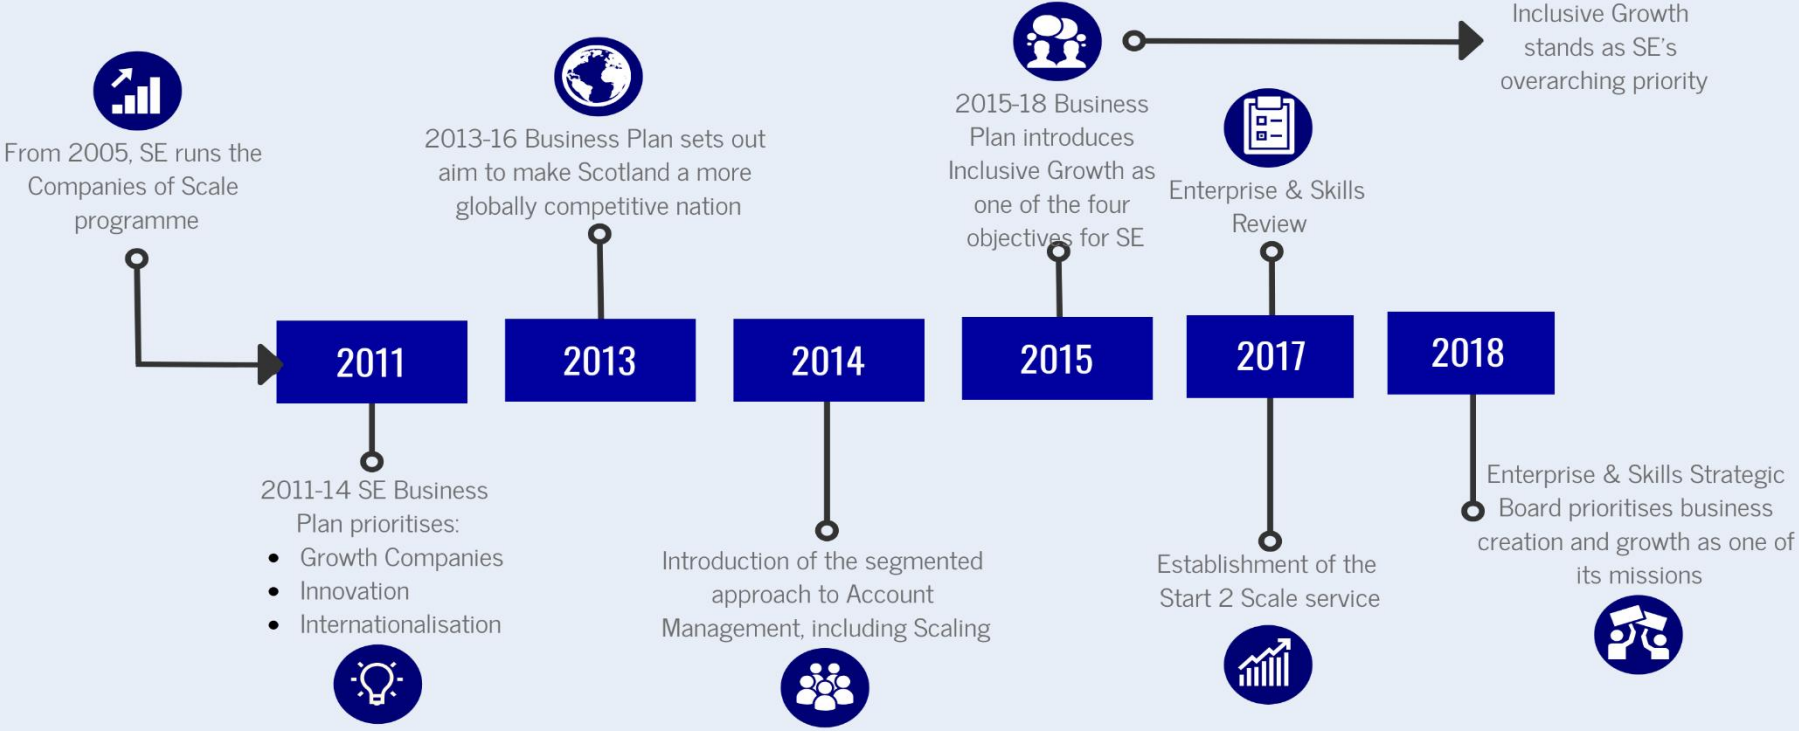 From 2005, SE runs the
Companies of Scale
programme
2011
2011-14 SE Business
Plan prioritises:
• Growth Companies
• Innovation
• Internationalisation
2013-16 Business Plan sets out
aim to make Scotland a more
globally competitive nation
2013
2014
Introduction of the segmented
approach to Account
Management, including Scaling
2015-18 Business
Plan introduces
Inclusive Growth as
one of the four
objectives for SE
2015
Inclusive Growth
stands as SE's
overarching priority
Enterprise & Skills
Review
2017
Establishment of the
Start 2 Scale service
2018
Enterprise & Skills Strategic
Board prioritises business
creation and growth as one of
its missions